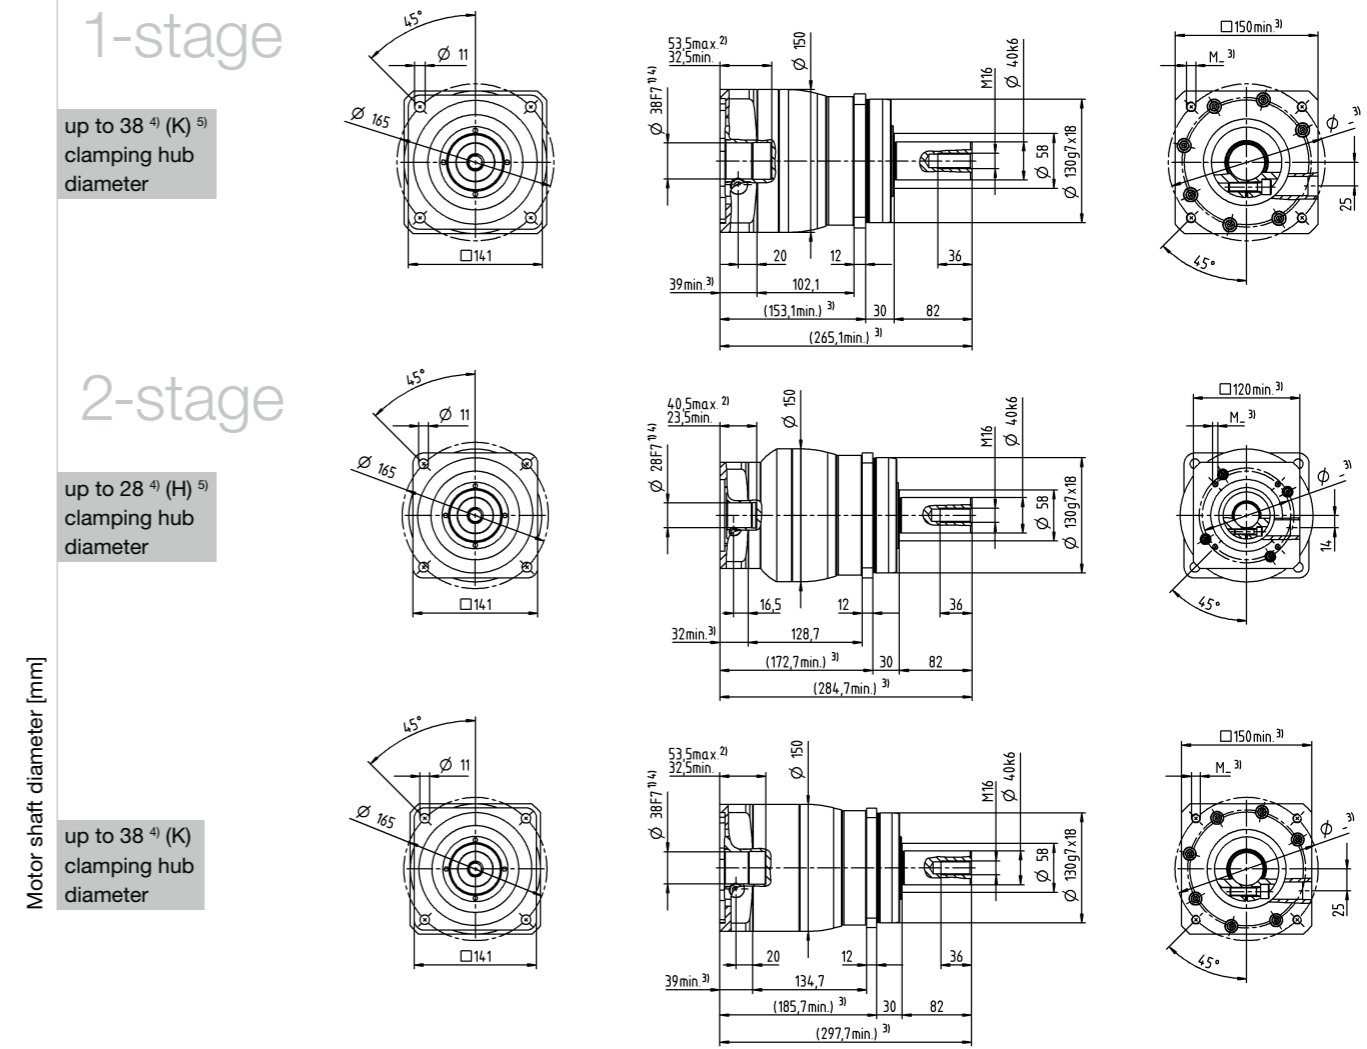 1-stage
up to 38 ⁴⁾ (K) ⁵⁾
clamping hub
diameter
45°
Ø 11
Ø 165
□141
53,5max. ²⁾
32,5min.
Ø 38F7 ¹⁾ ⁴⁾
Ø 150
M16
Ø 40k6
Ø 58
Ø 130g7x18
20
12
36
39min.³⁾
102,1
(153,1min.) ³⁾
30
82
(265,1min.) ³⁾
□150min.³⁾
M_ ³⁾
Ø _³⁾
25
45°
2-stage
up to 28 ⁴⁾ (H) ⁵⁾
clamping hub
diameter
45°
Ø 11
Ø 165
□141
40,5max. ²⁾
23,5min.
Ø 28F7 ¹⁾ ⁴⁾
Ø 150
M16
Ø 40k6
Ø 58
Ø 130g7x18
16,5
12
36
32min.³⁾
128,7
(172,7min.) ³⁾
30
82
(284,7min.) ³⁾
□120min.³⁾
M_ ³⁾
Ø _³⁾
14
45°
Motor shaft diameter [mm]
up to 38 ⁴⁾ (K)
clamping hub
diameter
45°
Ø 11
Ø 165
□141
53,5max. ²⁾
32,5min.
Ø 38F7 ¹⁾ ⁴⁾
Ø 150
M16
Ø 40k6
Ø 58
Ø 130g7x18
20
12
36
39min.³⁾
134,7
(185,7min.) ³⁾
30
82
(297,7min.) ³⁾
□150min.³⁾
M_ ³⁾
Ø _³⁾
25
45°